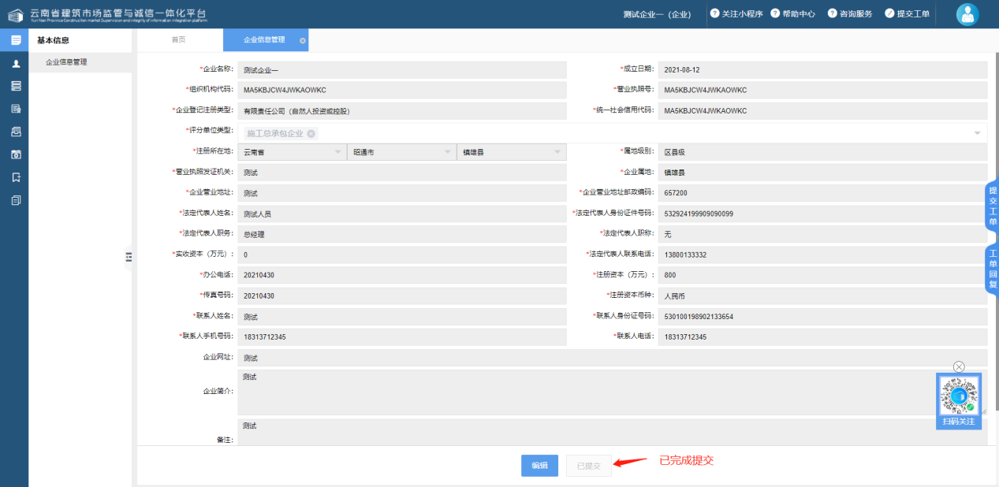 云南省建筑市场监管与诚信一体化平台
Yun Nan Province Construction market Supervision and integrity of information integration platform
测试企业一（企业）
关注小程序 帮助中心 咨询服务 提交工单
基本信息
企业信息管理
首页 企业信息管理
*企业名称: 测试企业一 *成立日期: 2021-08-12
*组织机构代码: MA5KBJCW4JWKAOWKC *营业执照号: MA5KBJCW4JWKAOWKC
*企业登记注册类型: 有限责任公司（自然人投资或控股） *统一社会信用代码: MA5KBJCW4JWKAOWKC
*评分单位类型: 施工总承包企业
*注册所在地: 云南省 昭通市 镇雄县 *属地级别: 区县级
*营业执照发证机关: 测试 *企业属地: 镇雄县
*企业营业地址: 测试 *企业营业地址邮政编码: 657200
*法定代表人姓名: 测试人员 *法定代表人身份证件号码: 532924199909090099
*法定代表人职务: 总经理 *法定代表人职称: 无
*实收资本（万元）: 0 *法定代表人联系电话: 13800133332
*办公电话: 20210430 *注册资本（万元）: 800
*传真号码: 20210430 *注册资本币种: 人民币
*联系人姓名: 测试 *联系人身份证号码: 530100198902133654
*联系人手机号码: 18313712345 *联系人电话: 18313712345
企业网址: 测试
企业简介: 测试
备注: 测试
编辑 已提交 已完成提交
提交工单
工单回复
扫码关注